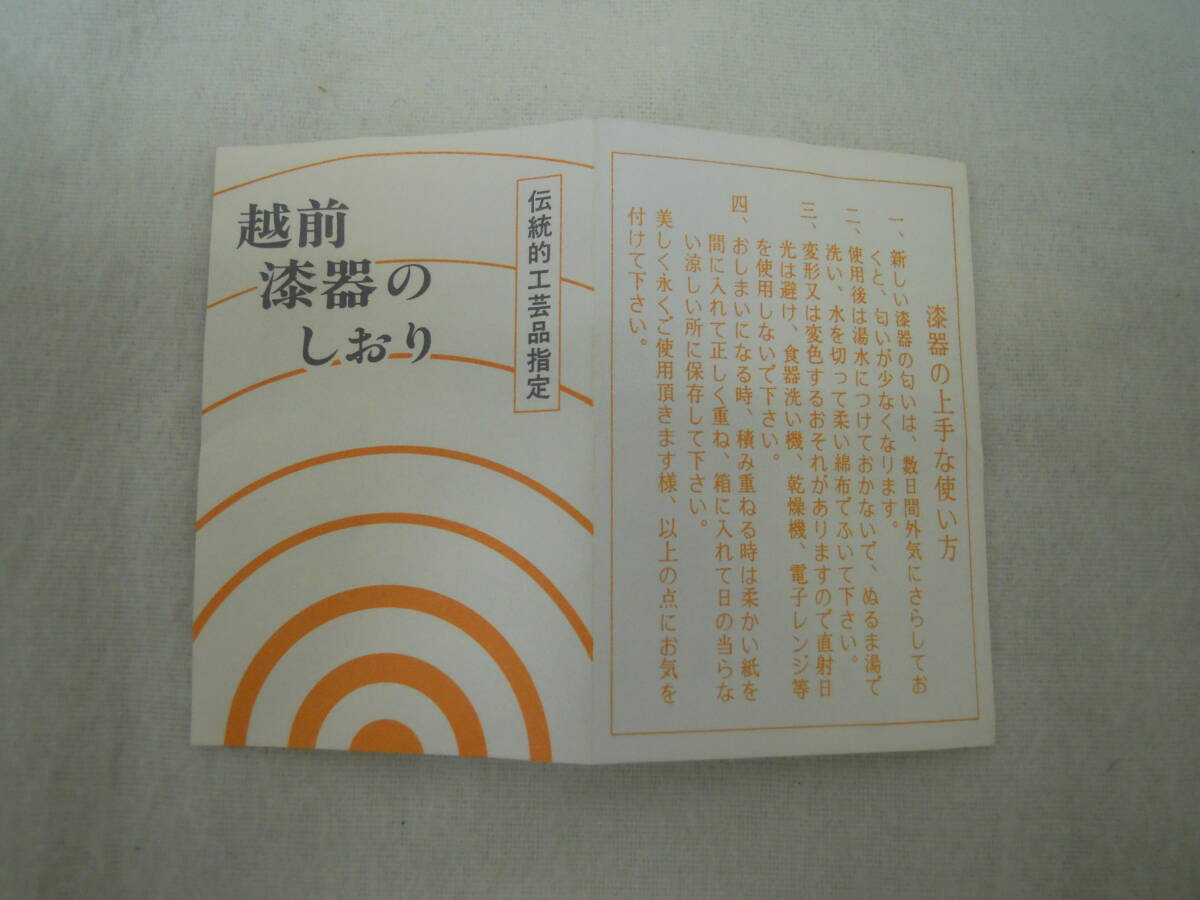 越前
漆器の
しおり
伝統的工芸品指定
漆器の上手な使い方
一、新しい漆器の匂いは、数日間外気にさらしてお
くと、匂いが少なくなります。
二、使用後は湯水につけておかないで、ぬるま湯で
洗い、水を切って柔い綿布でふいて下さい。
三、変形又は変色するおそれがありますので直射日
光は避け、食器洗い機、乾燥機、電子レンジ等
を使用しないで下さい。
四、おしまいになる時、積み重ねる時は柔かい紙を
間に入れて正しく重ね、箱に入れて日の当らな
い涼しい所に保存して下さい。
美しく永くご使用頂きます様、以上の点にお気を
付けて下さい。